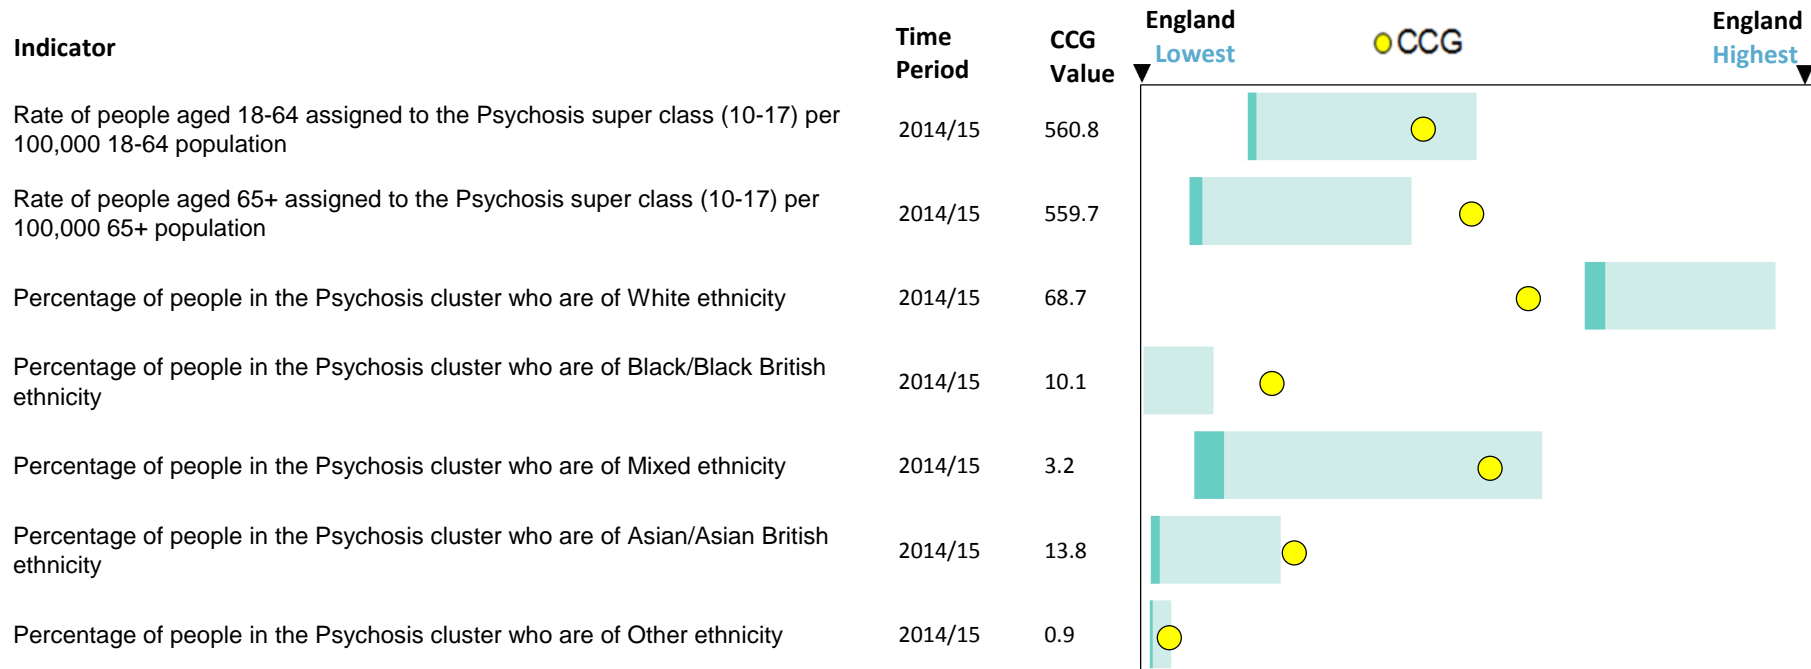 Indicator
Time Period
CCG Value
England Lowest
CCG
England Highest
Rate of people aged 18-64 assigned to the Psychosis super class (10-17) per
100,000 18-64 population
2014/15
560.8
Rate of people aged 65+ assigned to the Psychosis super class (10-17) per
100,000 65+ population
2014/15
559.7
Percentage of people in the Psychosis cluster who are of White ethnicity
2014/15
68.7
Percentage of people in the Psychosis cluster who are of Black/Black British
ethnicity
2014/15
10.1
Percentage of people in the Psychosis cluster who are of Mixed ethnicity
2014/15
3.2
Percentage of people in the Psychosis cluster who are of Asian/Asian British
ethnicity
2014/15
13.8
Percentage of people in the Psychosis cluster who are of Other ethnicity
2014/15
0.9